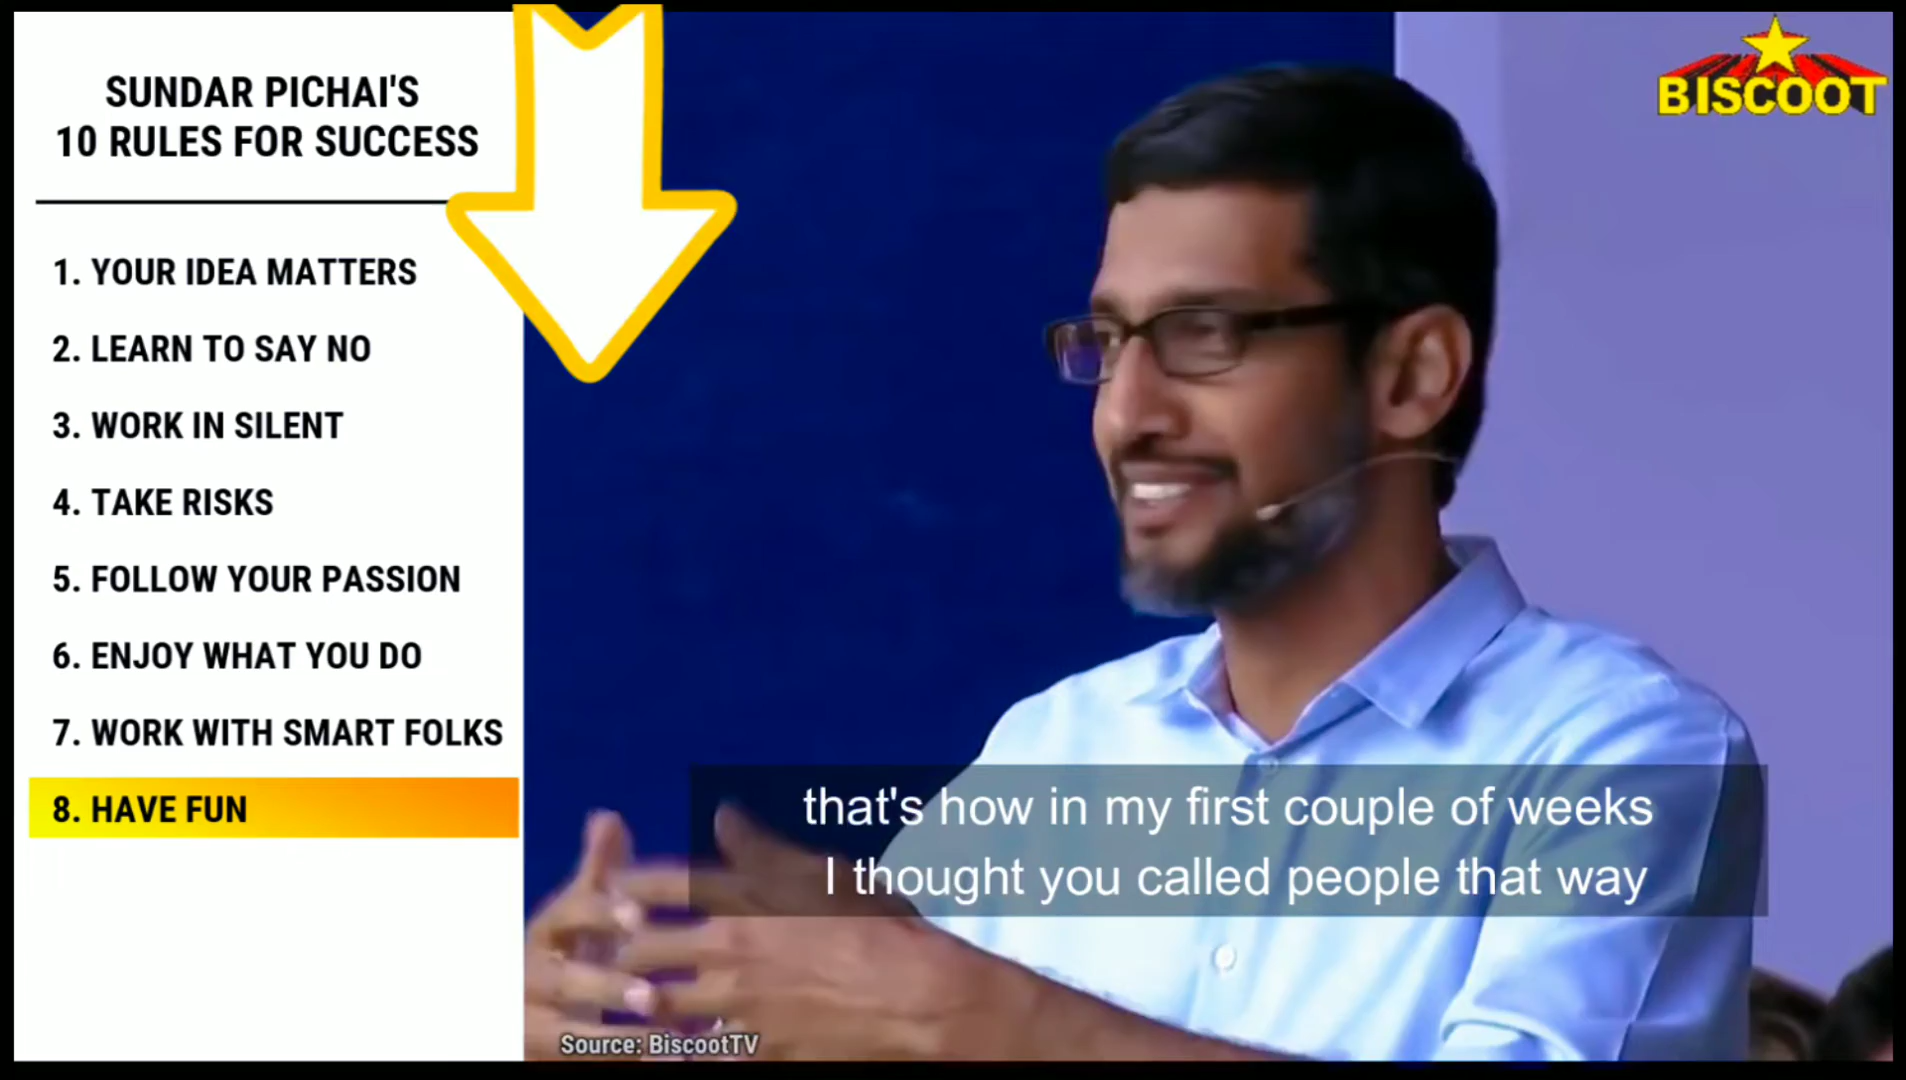 SUNDAR PICHAI'S
10 RULES FOR SUCCESS
1. YOUR IDEA MATTERS
2. LEARN TO SAY NO
3. WORK IN SILENT
4. TAKE RISKS
5. FOLLOW YOUR PASSION
6. ENJOY WHAT YOU DO
7. WORK WITH SMART FOLKS
8. HAVE FUN
BISCOOT
that's how in my first couple of weeks
I thought you called people that way
Source: BiscootTV